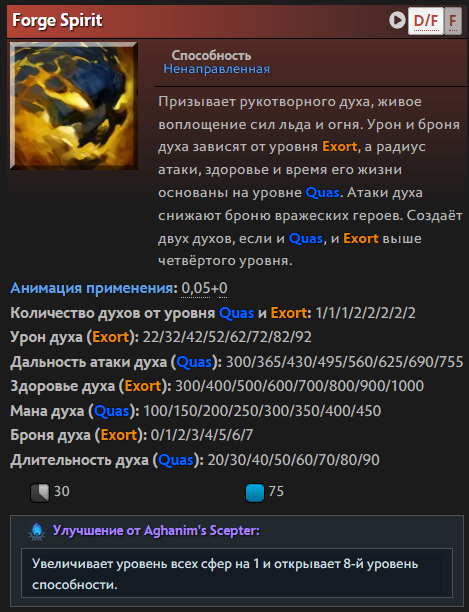 Forge Spirit D/F F
Способность
Ненаправленная
Призывает рукотворного духа, живое
воплощение сил льда и огня. Урон и броня
духа зависят от уровня Exort, а радиус
атаки, здоровье и время его жизни
основаны на уровне Quas. Атаки духа
снижают броню вражеских героев. Создаёт
двух духов, если и Quas, и Exort выше
четвёртого уровня.
Анимация применения: 0,05+0
Количество духов от уровня Quas и Exort: 1/1/1/2/2/2/2/2
Урон духа (Exort): 22/32/42/52/62/72/82/92
Дальность атаки духа (Quas): 300/365/430/495/560/625/690/755
Здоровье духа (Exort): 300/400/500/600/700/800/900/1000
Мана духа (Quas): 100/150/200/250/300/350/400/450
Броня духа (Exort): 0/1/2/3/4/5/6/7
Длительность духа (Quas): 20/30/40/50/60/70/80/90
30 75
Улучшение от Aghanim's Scepter:
Увеличивает уровень всех сфер на 1 и открывает 8-й уровень
способности.